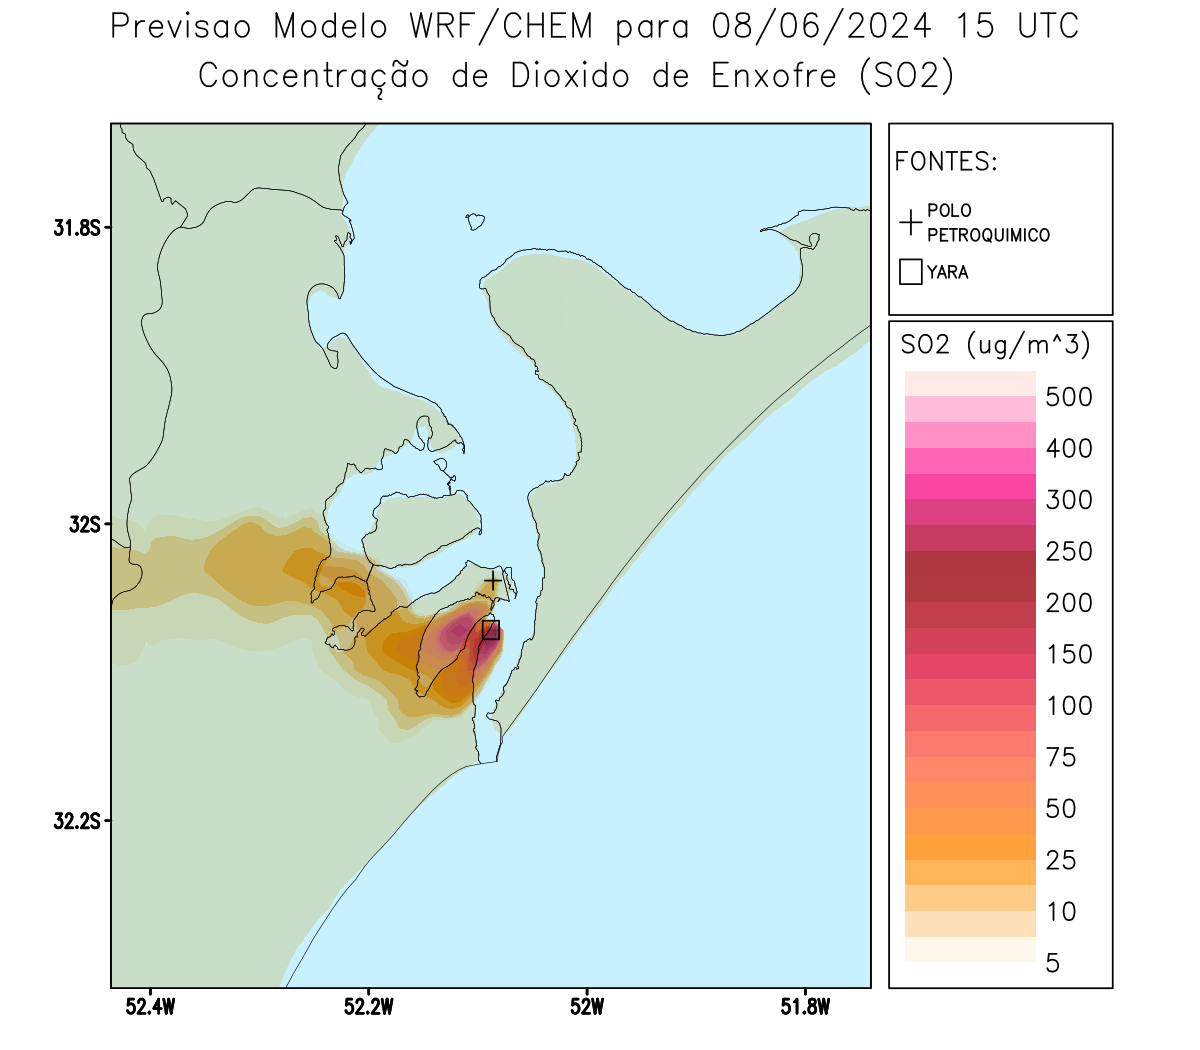 Previsao Modelo WRF/CHEM para 08/06/2024 15 UTC
Concentração de Dioxido de Enxofre (SO2)
FONTES:
POLO
PETROQUIMICO
YARA
31.8S
32S
32.2S
52.4W
52.2W
52W
51.8W
SO2 (ug/m^3)
500
400
300
250
200
150
100
75
50
25
10
5